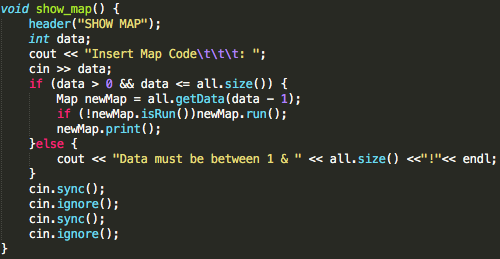 void show_map() {
    header("SHOW MAP");
    int data;
    cout << "Insert Map Code\t\t\t: ";
    cin >> data;
    if (data > 0 && data <= all.size()) {
        Map newMap = all.getData(data - 1);
        if (!newMap.isRun())newMap.run();
        newMap.print();
    }else {
        cout << "Data must be between 1 & " << all.size() <<"!"<< endl;
    }
    cin.sync();
    cin.ignore();
    cin.sync();
    cin.ignore();
}